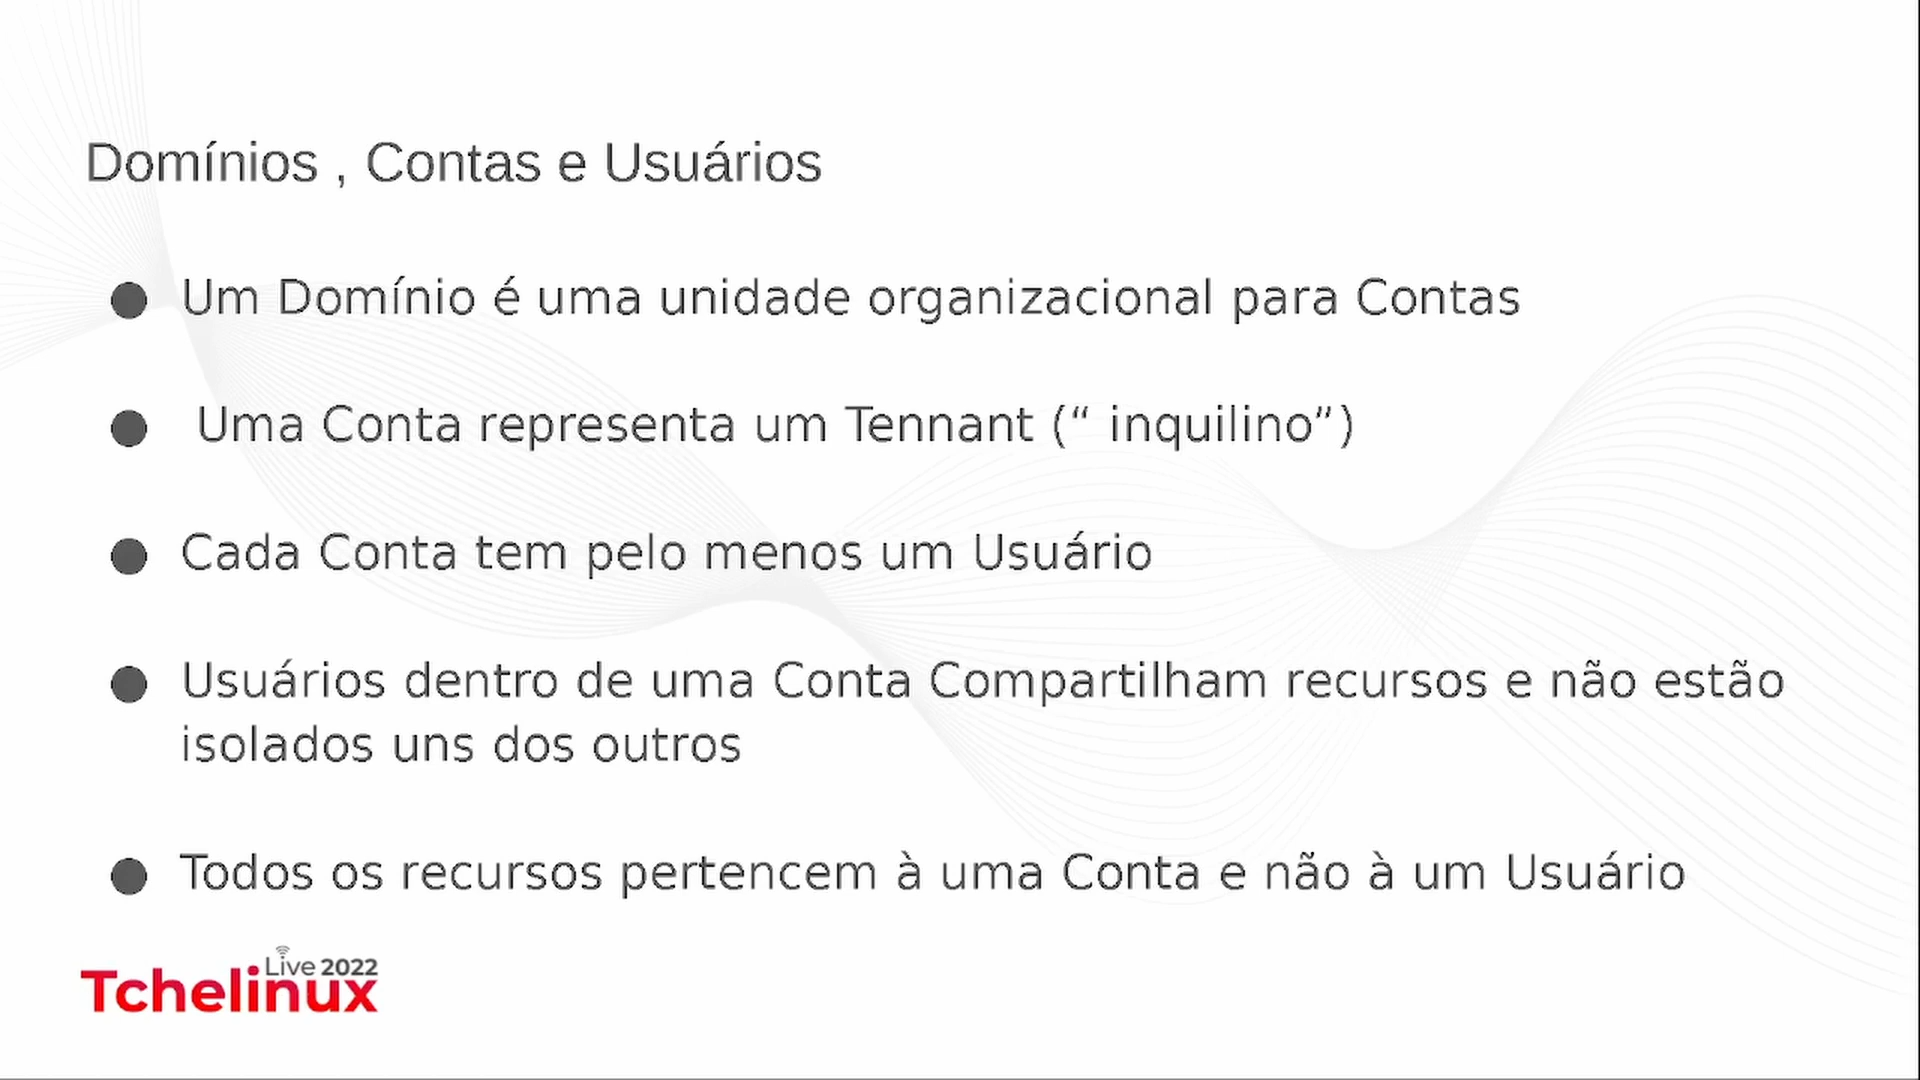 Domínios , Contas e Usuários
● Um Domínio é uma unidade organizacional para Contas
● Uma Conta representa um Tennant (“ inquilino”)
● Cada Conta tem pelo menos um Usuário
● Usuários dentro de uma Conta Compartilham recursos e não estão
isolados uns dos outros
● Todos os recursos pertencem à uma Conta e não à um Usuário
Live 2022
Tchelinux